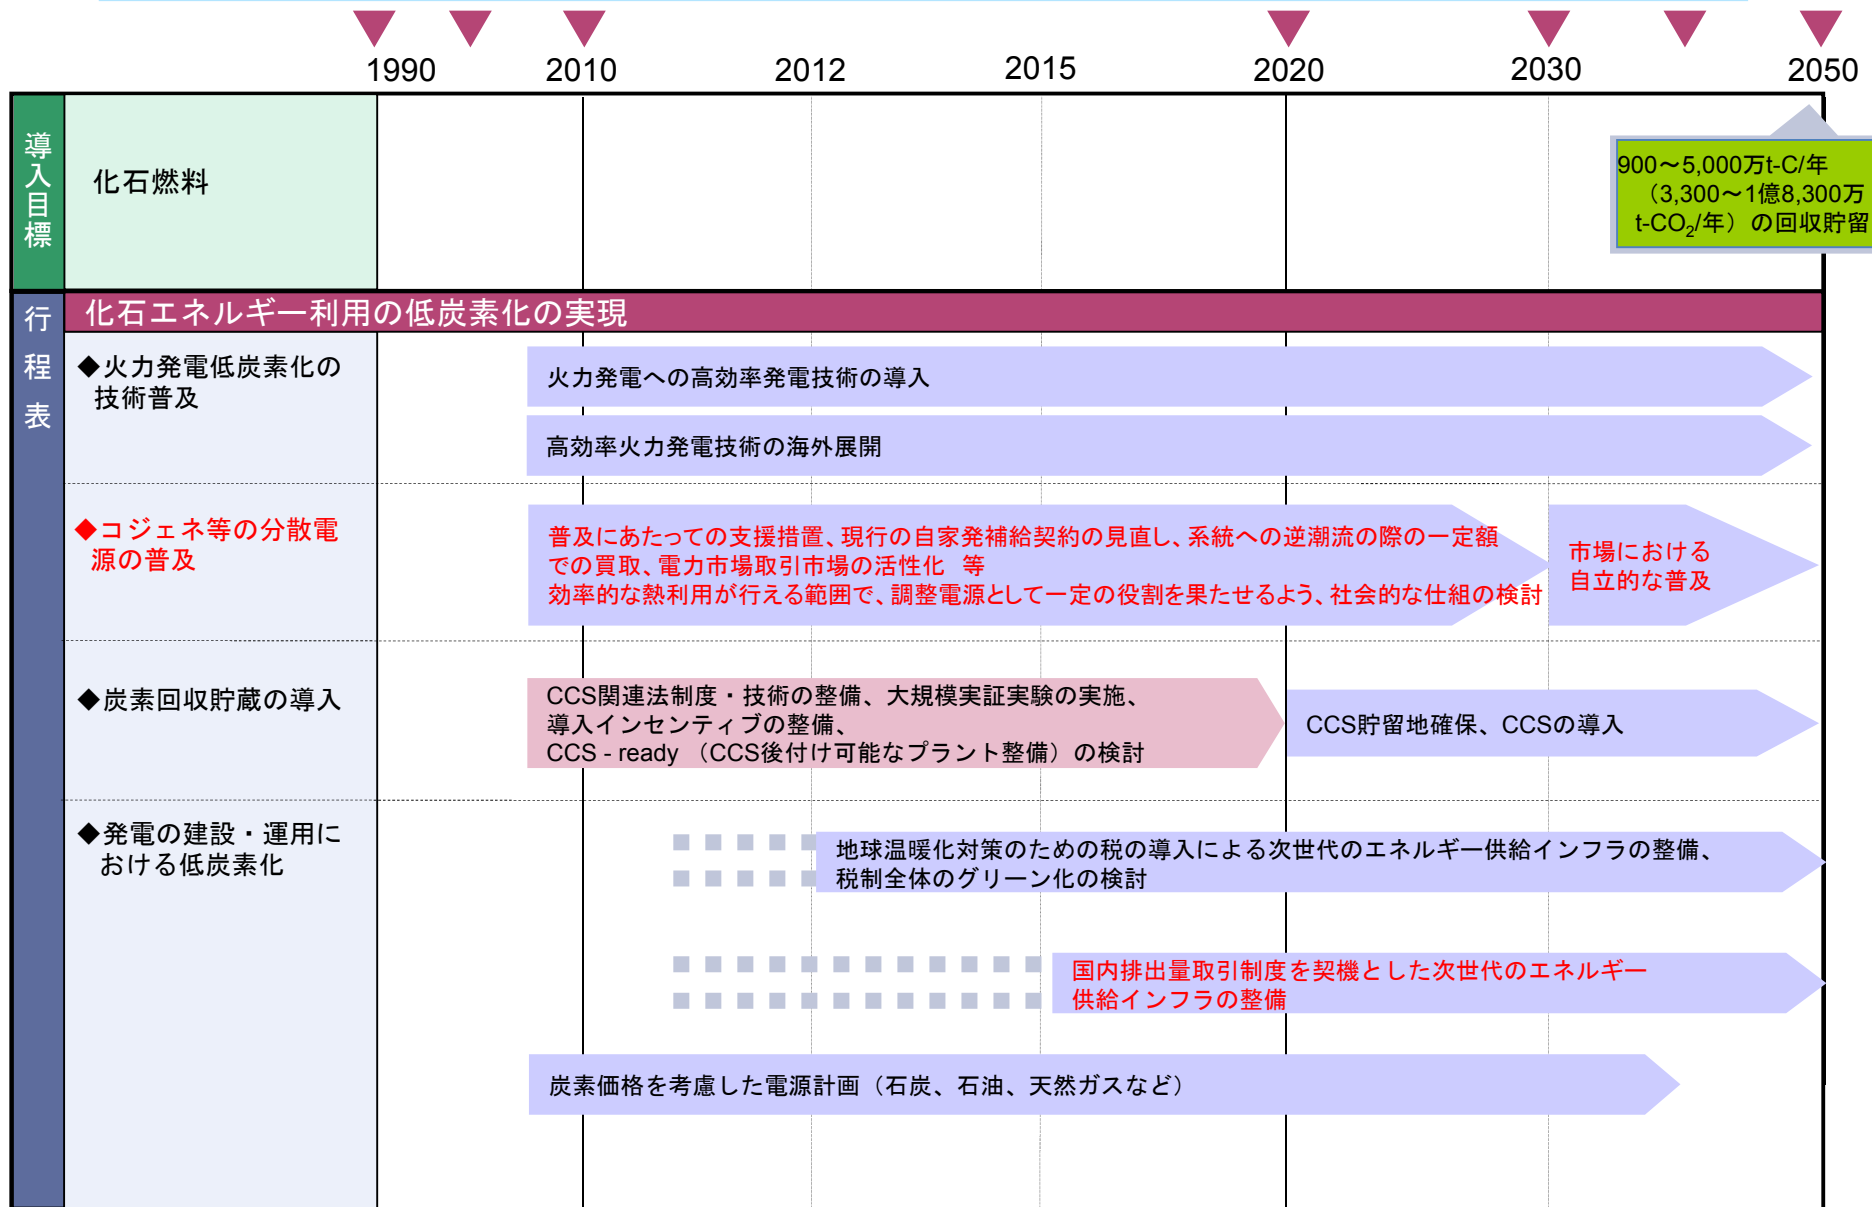 1990 2010 2012 2015 2020 2030 2050
導入目標
化石燃料
900～5,000万t-C/年
（3,300～1億8,300万
t-CO₂/年）の回収貯留
行程表
化石エネルギー利用の低炭素化の実現
◆火力発電低炭素化の
技術普及
火力発電への高効率発電技術の導入
高効率火力発電技術の海外展開
◆コジェネ等の分散電
源の普及
普及にあたっての支援措置、現行の自家発補給契約の見直し、系統への逆潮流の際の一定額
での買取、電力市場取引市場の活性化 等
効率的な熱利用が行える範囲で、調整電源として一定の役割を果たせるよう、社会的な仕組の検討
市場における
自立的な普及
◆炭素回収貯蔵の導入
CCS関連法制度・技術の整備、大規模実証実験の実施、
導入インセンティブの整備、
CCS - ready （CCS後付け可能なプラント整備）の検討
CCS貯留地確保、CCSの導入
◆発電の建設・運用に
おける低炭素化
地球温暖化対策のための税の導入による次世代のエネルギー供給インフラの整備、
税制全体のグリーン化の検討
国内排出量取引制度を契機とした次世代のエネルギー
供給インフラの整備
炭素価格を考慮した電源計画（石炭、石油、天然ガスなど）